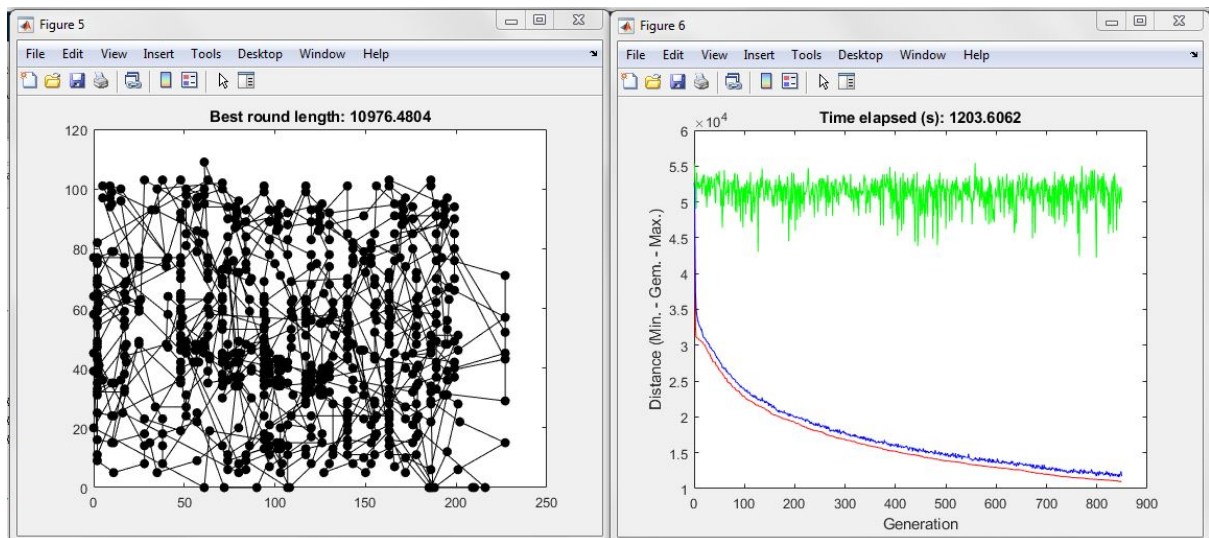 Figure 5
File Edit View Insert Tools Desktop Window Help
Best round length: 10976.4804
120
100
80
60
40
20
0
0 50 100 150 200 250
Figure 6
File Edit View Insert Tools Desktop Window Help
×10⁴
Time elapsed (s): 1203.6062
6
5.5
5
4.5
4
3.5
3
2.5
2
1.5
1
Distance (Min. - Gem. - Max.)
0 100 200 300 400 500 600 700 800 900
Generation